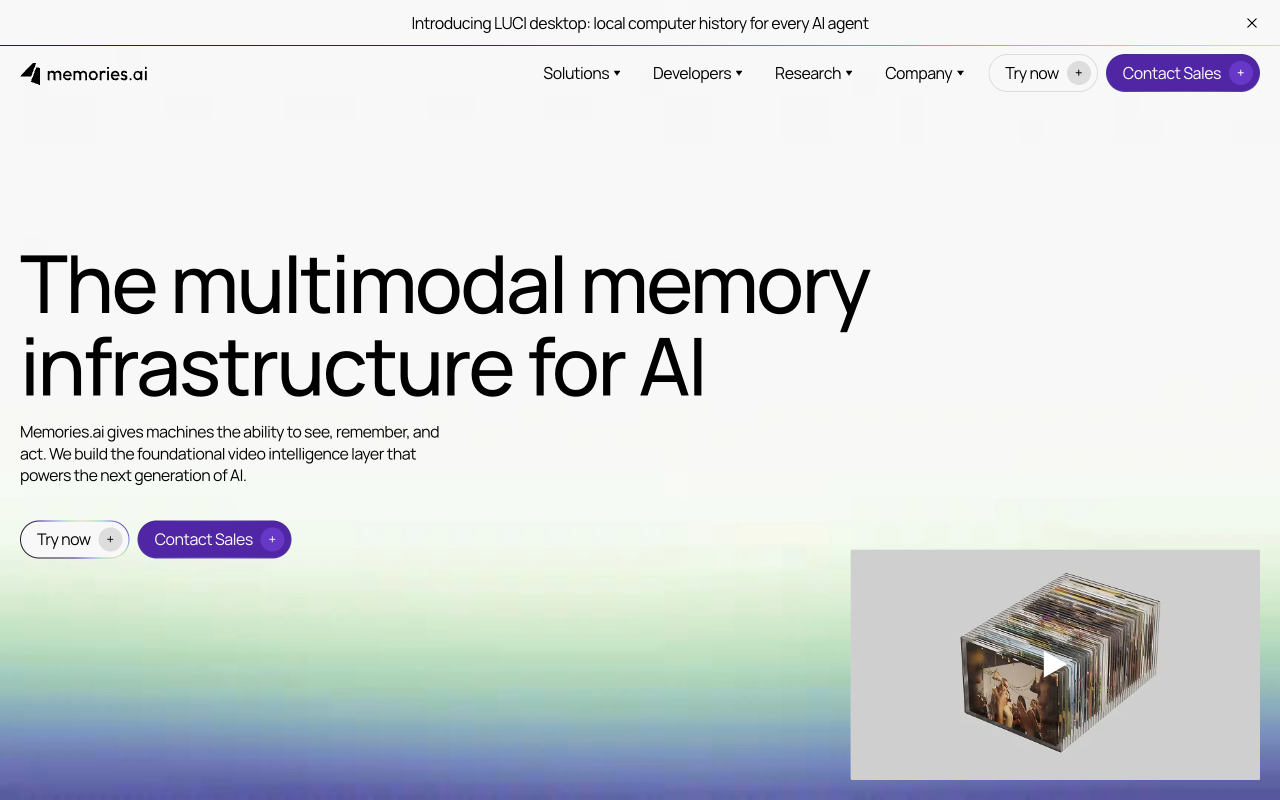 Introducing LUCI desktop: local computer history for every AI agent
memories.ai
Solutions
Developers
Research
Company
Try now
Contact Sales
The multimodal memory
infrastructure for AI
Memories.ai gives machines the ability to see, remember, and
act. We build the foundational video intelligence layer that
powers the next generation of AI.
Try now
Contact Sales